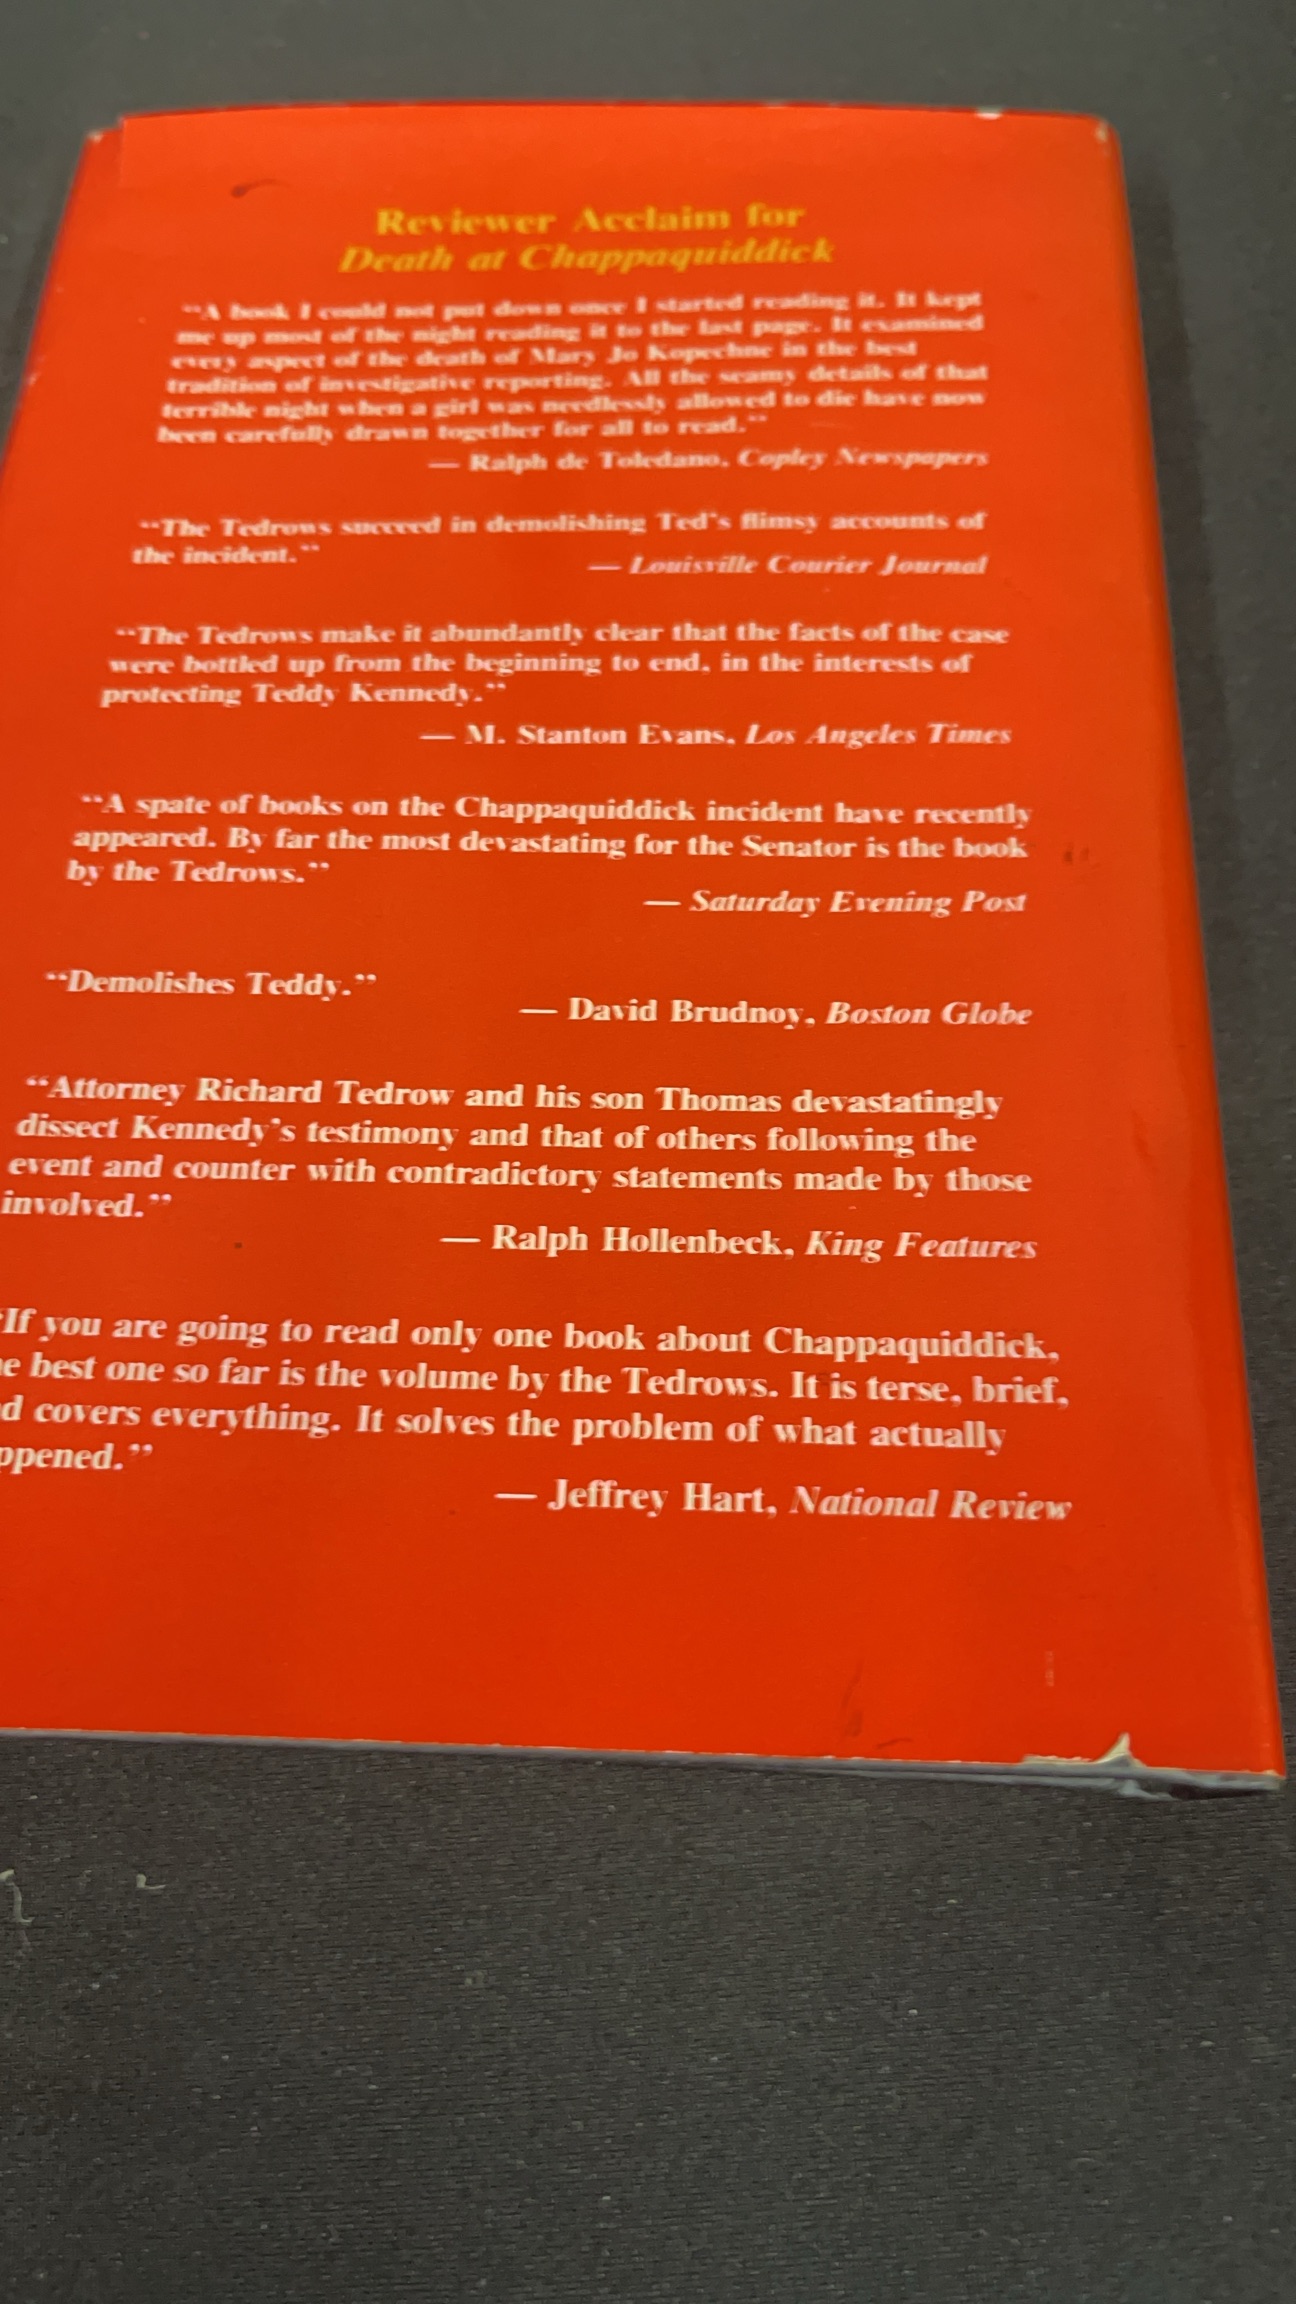 Reviewer Acclaim for
Death at Chappaquiddick
“A book I could not put down once I started reading it. It kept
me up most of the night reading it to the last page. It examined
every aspect of the death of Mary Jo Kopechne in the best
tradition of investigative reporting. All the seamy details of that
terrible night when a girl was needlessly allowed to die have now
been carefully drawn together for all to read.”
— Ralph de Toledano, Copley Newspapers
“The Tedrows succeed in demolishing Ted's flimsy accounts of
the incident.”
— Louisville Courier Journal
“The Tedrows make it abundantly clear that the facts of the case
were bottled up from the beginning to end, in the interests of
protecting Teddy Kennedy.”
— M. Stanton Evans, Los Angeles Times
“A spate of books on the Chappaquiddick incident have recently
appeared. By far the most devastating for the Senator is the book
by the Tedrows.”
— Saturday Evening Post
“Demolishes Teddy.”
— David Brudnoy, Boston Globe
“Attorney Richard Tedrow and his son Thomas devastatingly
dissect Kennedy's testimony and that of others following the
event and counter with contradictory statements made by those
involved.”
— Ralph Hollenbeck, King Features
“If you are going to read only one book about Chappaquiddick,
e best one so far is the volume by the Tedrows. It is terse, brief,
d covers everything. It solves the problem of what actually
ppened.”
— Jeffrey Hart, National Review